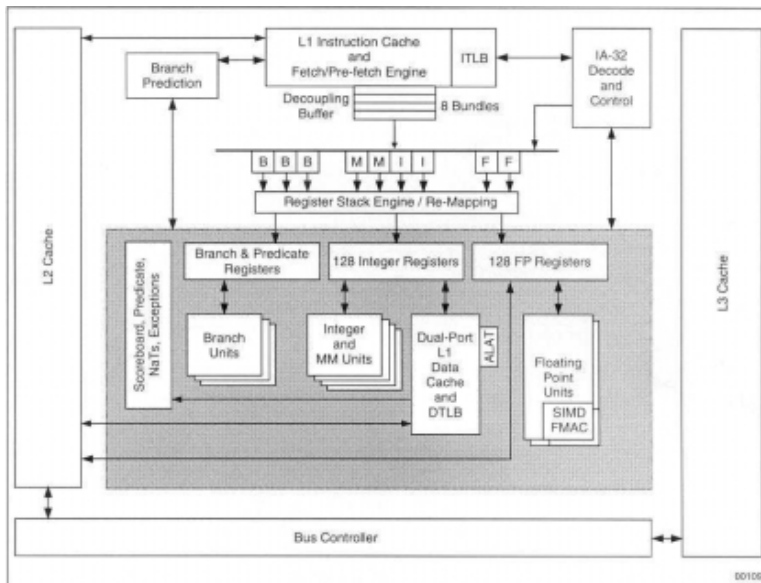 L1 Instruction Cache
and
Fetch/Pre-fetch Engine
ITLB
IA-32
Decode
and
Control
Branch
Prediction
Decoupling
Buffer
8 Bundles
B B B M M I I F F
Register Stack Engine / Re-Mapping
L2 Cache
L3 Cache
Scoreboard, Predicate,
NaTs, Exceptions
Branch & Predicate
Registers
128 Integer Registers
128 FP Registers
Branch
Units
Integer
and
MM Units
Dual-Port
L1
Data
Cache
and
DTLB
ALAT
Floating
Point
Units
SIMD
FMAC
Bus Controller